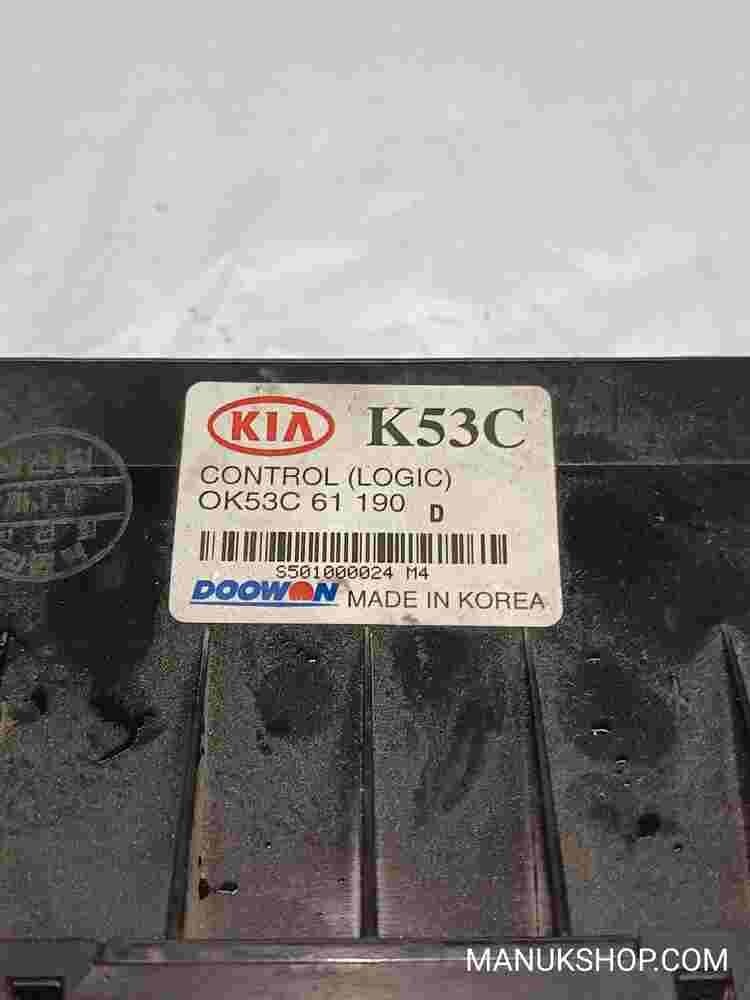 KIA K53C
CONTROL (LOGIC)
OK53C 61 190 D
S501000024 M4
DOOWON MADE IN KOREA
MANUKSHOP.COM